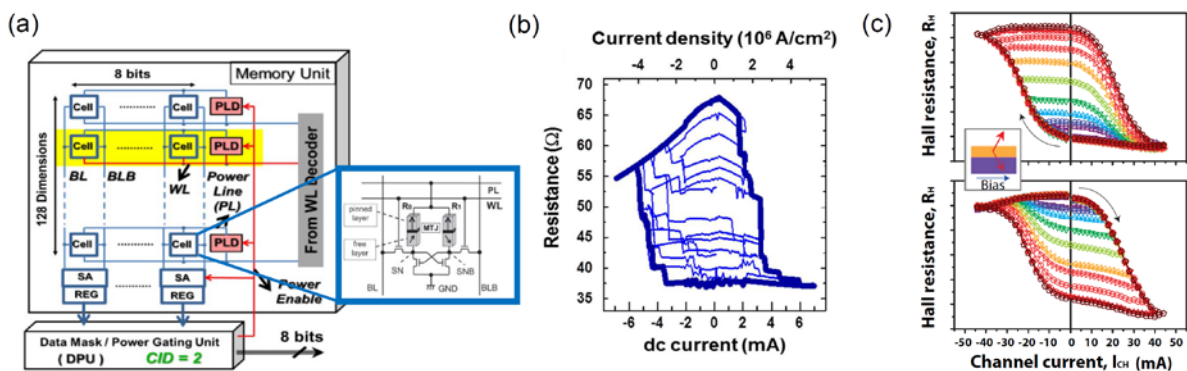 (a)
8 bits
Memory Unit
Cell
Cell
PLD
Cell
Cell
PLD
BL
BLB
WL
Power
Line
(PL)
128 Dimensions
From WL Decoder
Cell
Cell
PLD
SA
SA
REG
REG
Power
Enable
Data Mask / Power Gating Unit
( DPU ) CID = 2
8 bits
PL
WL
R₀
R₁
pinned
layer
MTJ
free
layer
SN
SNB
BL
GND
BLB
(b)
Current density (10⁶ A/cm²)
-4 -2 0 2 4
70
65
60
55
50
45
40
35
Resistance (Ω)
-6 -4 -2 0 2 4 6
dc current (mA)
(c)
Hall resistance, R_H
Bias
Hall resistance, R_H
-50 -40 -30 -20 -10 0 10 20 30 40 50
Channel current, I_CH (mA)